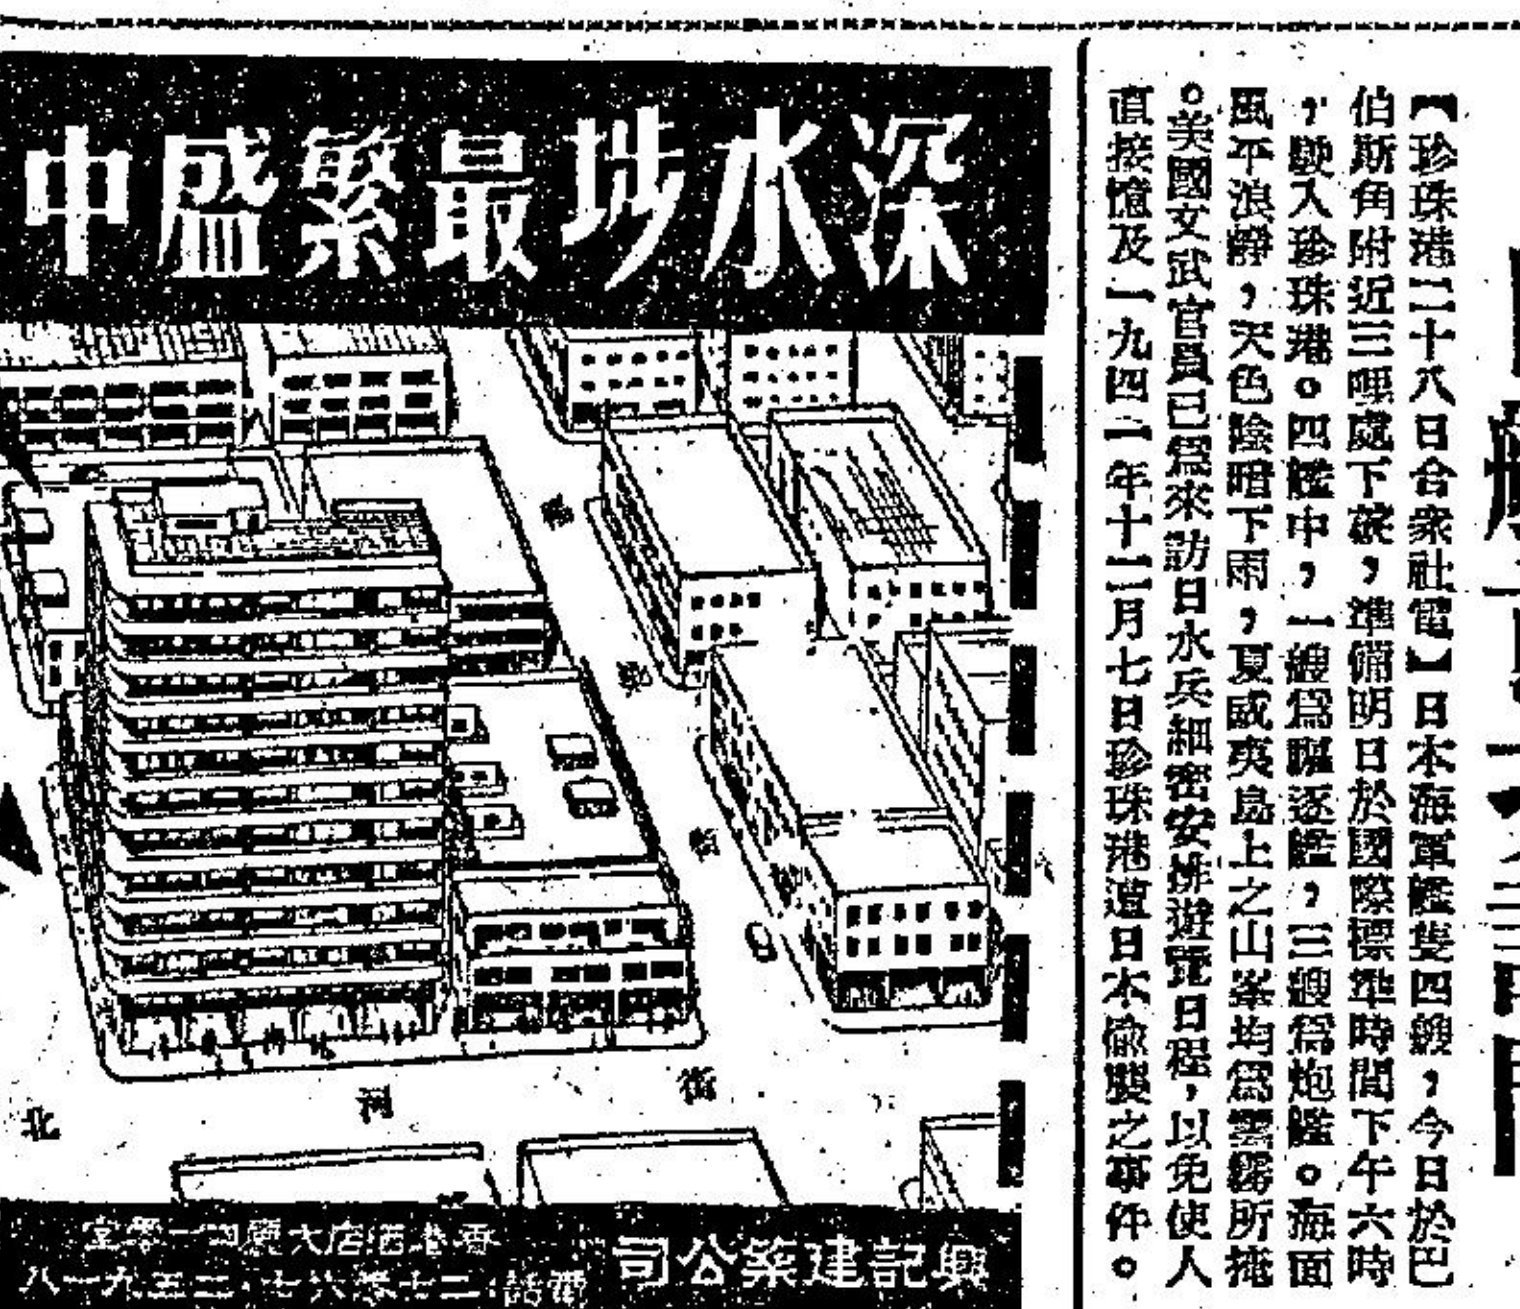 【珍珠港二十八日合衆社電】日本海軍艦隻四艘，今日於巴
伯斯角附近三哩處下碇，準備明日於國際標準時間下午六時
，駛入珍珠港。四艦中，一艘爲驅逐艦，三艘爲炮艦。海面
風平浪靜，天色陰暗下雨，夏威夷島上之山峯均爲雲霧所掩
。美國文武官員已爲來訪日水兵細密安排遊覽日程，以免使人
直接憶及一九四一年十二月七日珍珠港遭日本偷襲之事件。
深水埗最繁盛中
北
河
街
街
興記建築公司
香港酒店大廈四一零室
電話：二七六七・二三五九一八